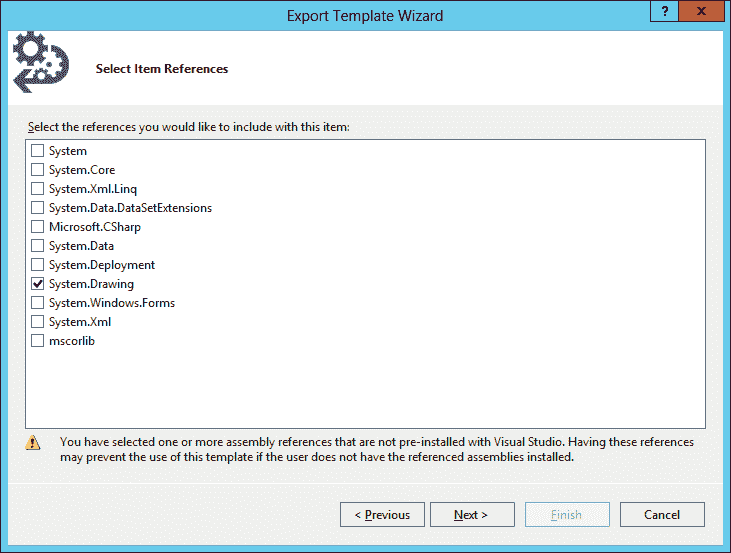 Export Template Wizard
? x
Select Item References
Select the references you would like to include with this item:
System
System.Core
System.Xml.Linq
System.Data.DataSetExtensions
Microsoft.CSharp
System.Data
System.Deployment
System.Drawing
System.Windows.Forms
System.Xml
mscorlib
You have selected one or more assembly references that are not pre-installed with Visual Studio. Having these references
may prevent the use of this template if the user does not have the referenced assemblies installed.
< Previous Next > Finish Cancel